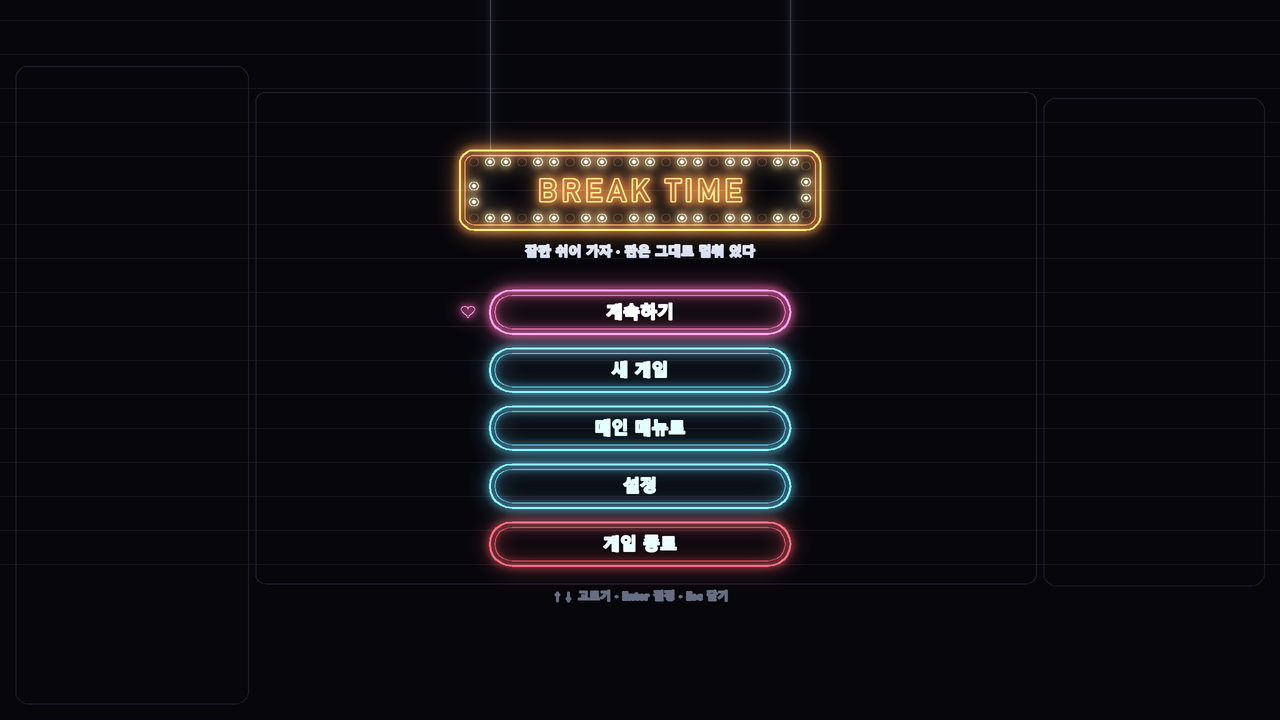 BREAK TIME
잠깐 쉬어 가자 · 판은 그대로 멈춰 있다
계속하기
새 게임
메인 메뉴로
설정
게임 종료
↑ ↓ 고르기 · Enter 결정 · Esc 닫기